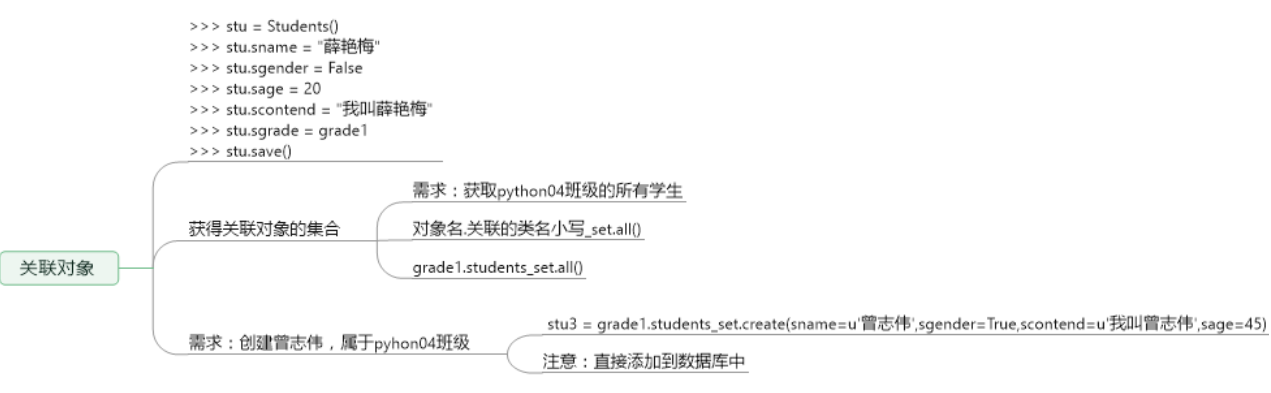 >>> stu = Students()
>>> stu.sname = "薛艳梅"
>>> stu.sgender = False
>>> stu.sage = 20
>>> stu.scontend = "我叫薛艳梅"
>>> stu.sgrade = grade1
>>> stu.save()
关联对象
获得关联对象的集合
需求：获取python04班级的所有学生
对象名.关联的类名小写_set.all()
grade1.students_set.all()
需求：创建曾志伟，属于pyhon04班级
stu3 = grade1.students_set.create(sname=u'曾志伟',sgender=True,scontend=u'我叫曾志伟',sage=45)
注意：直接添加到数据库中